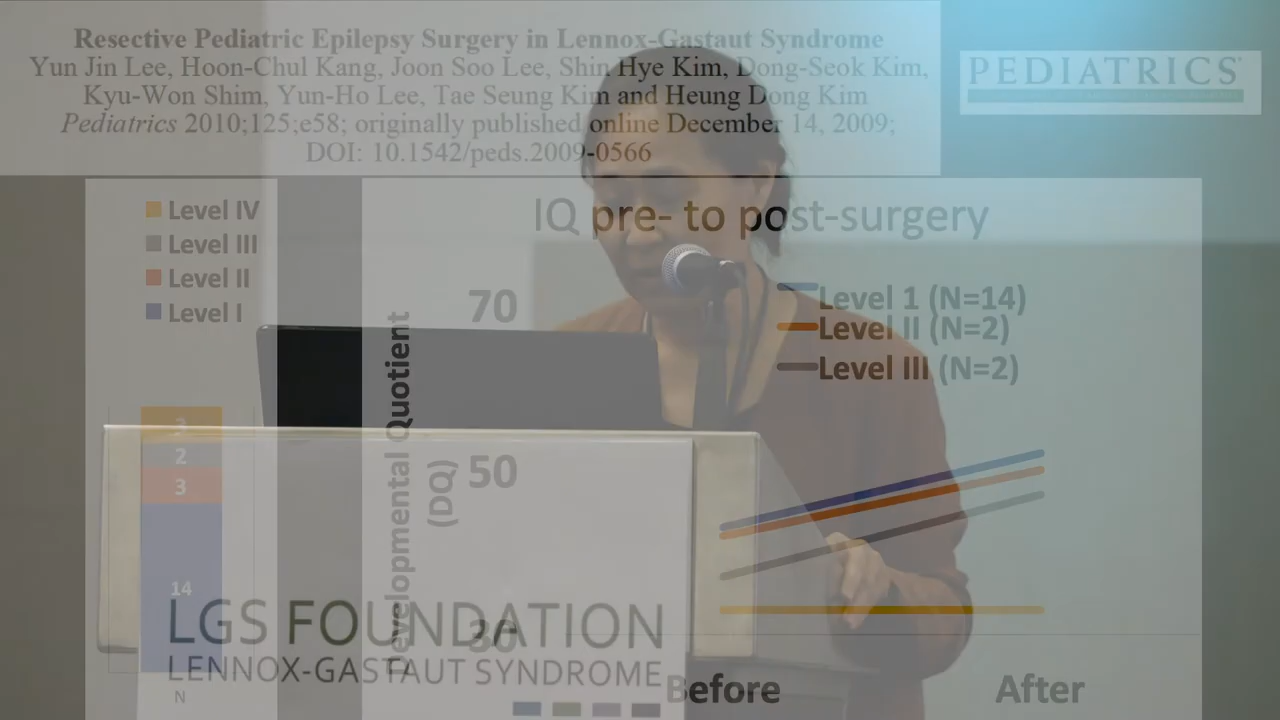 Resective Pediatric Epilepsy Surgery in Lennox-Gastaut Syndrome
Yun Jin Lee, Hoon-Chul Kang, Joon Soo Lee, Shin Hye Kim, Dong-Seok Kim,
Kyu-Won Shim, Yun-Ho Lee, Tae Seung Kim and Heung Dong Kim
Pediatrics 2010;125;e58; originally published online December 14, 2009;
DOI: 10.1542/peds.2009-0566
PEDIATRICS
Level IV
Level III
Level II
Level I
3
2
3
14
N
IQ pre- to post-surgery
Developmental Quotient
(DQ)
70
50
30
Level 1 (N=14)
Level II (N=2)
Level III (N=2)
Before
After
LGS FOUNDATION
LENNOX-GASTAUT SYNDROME